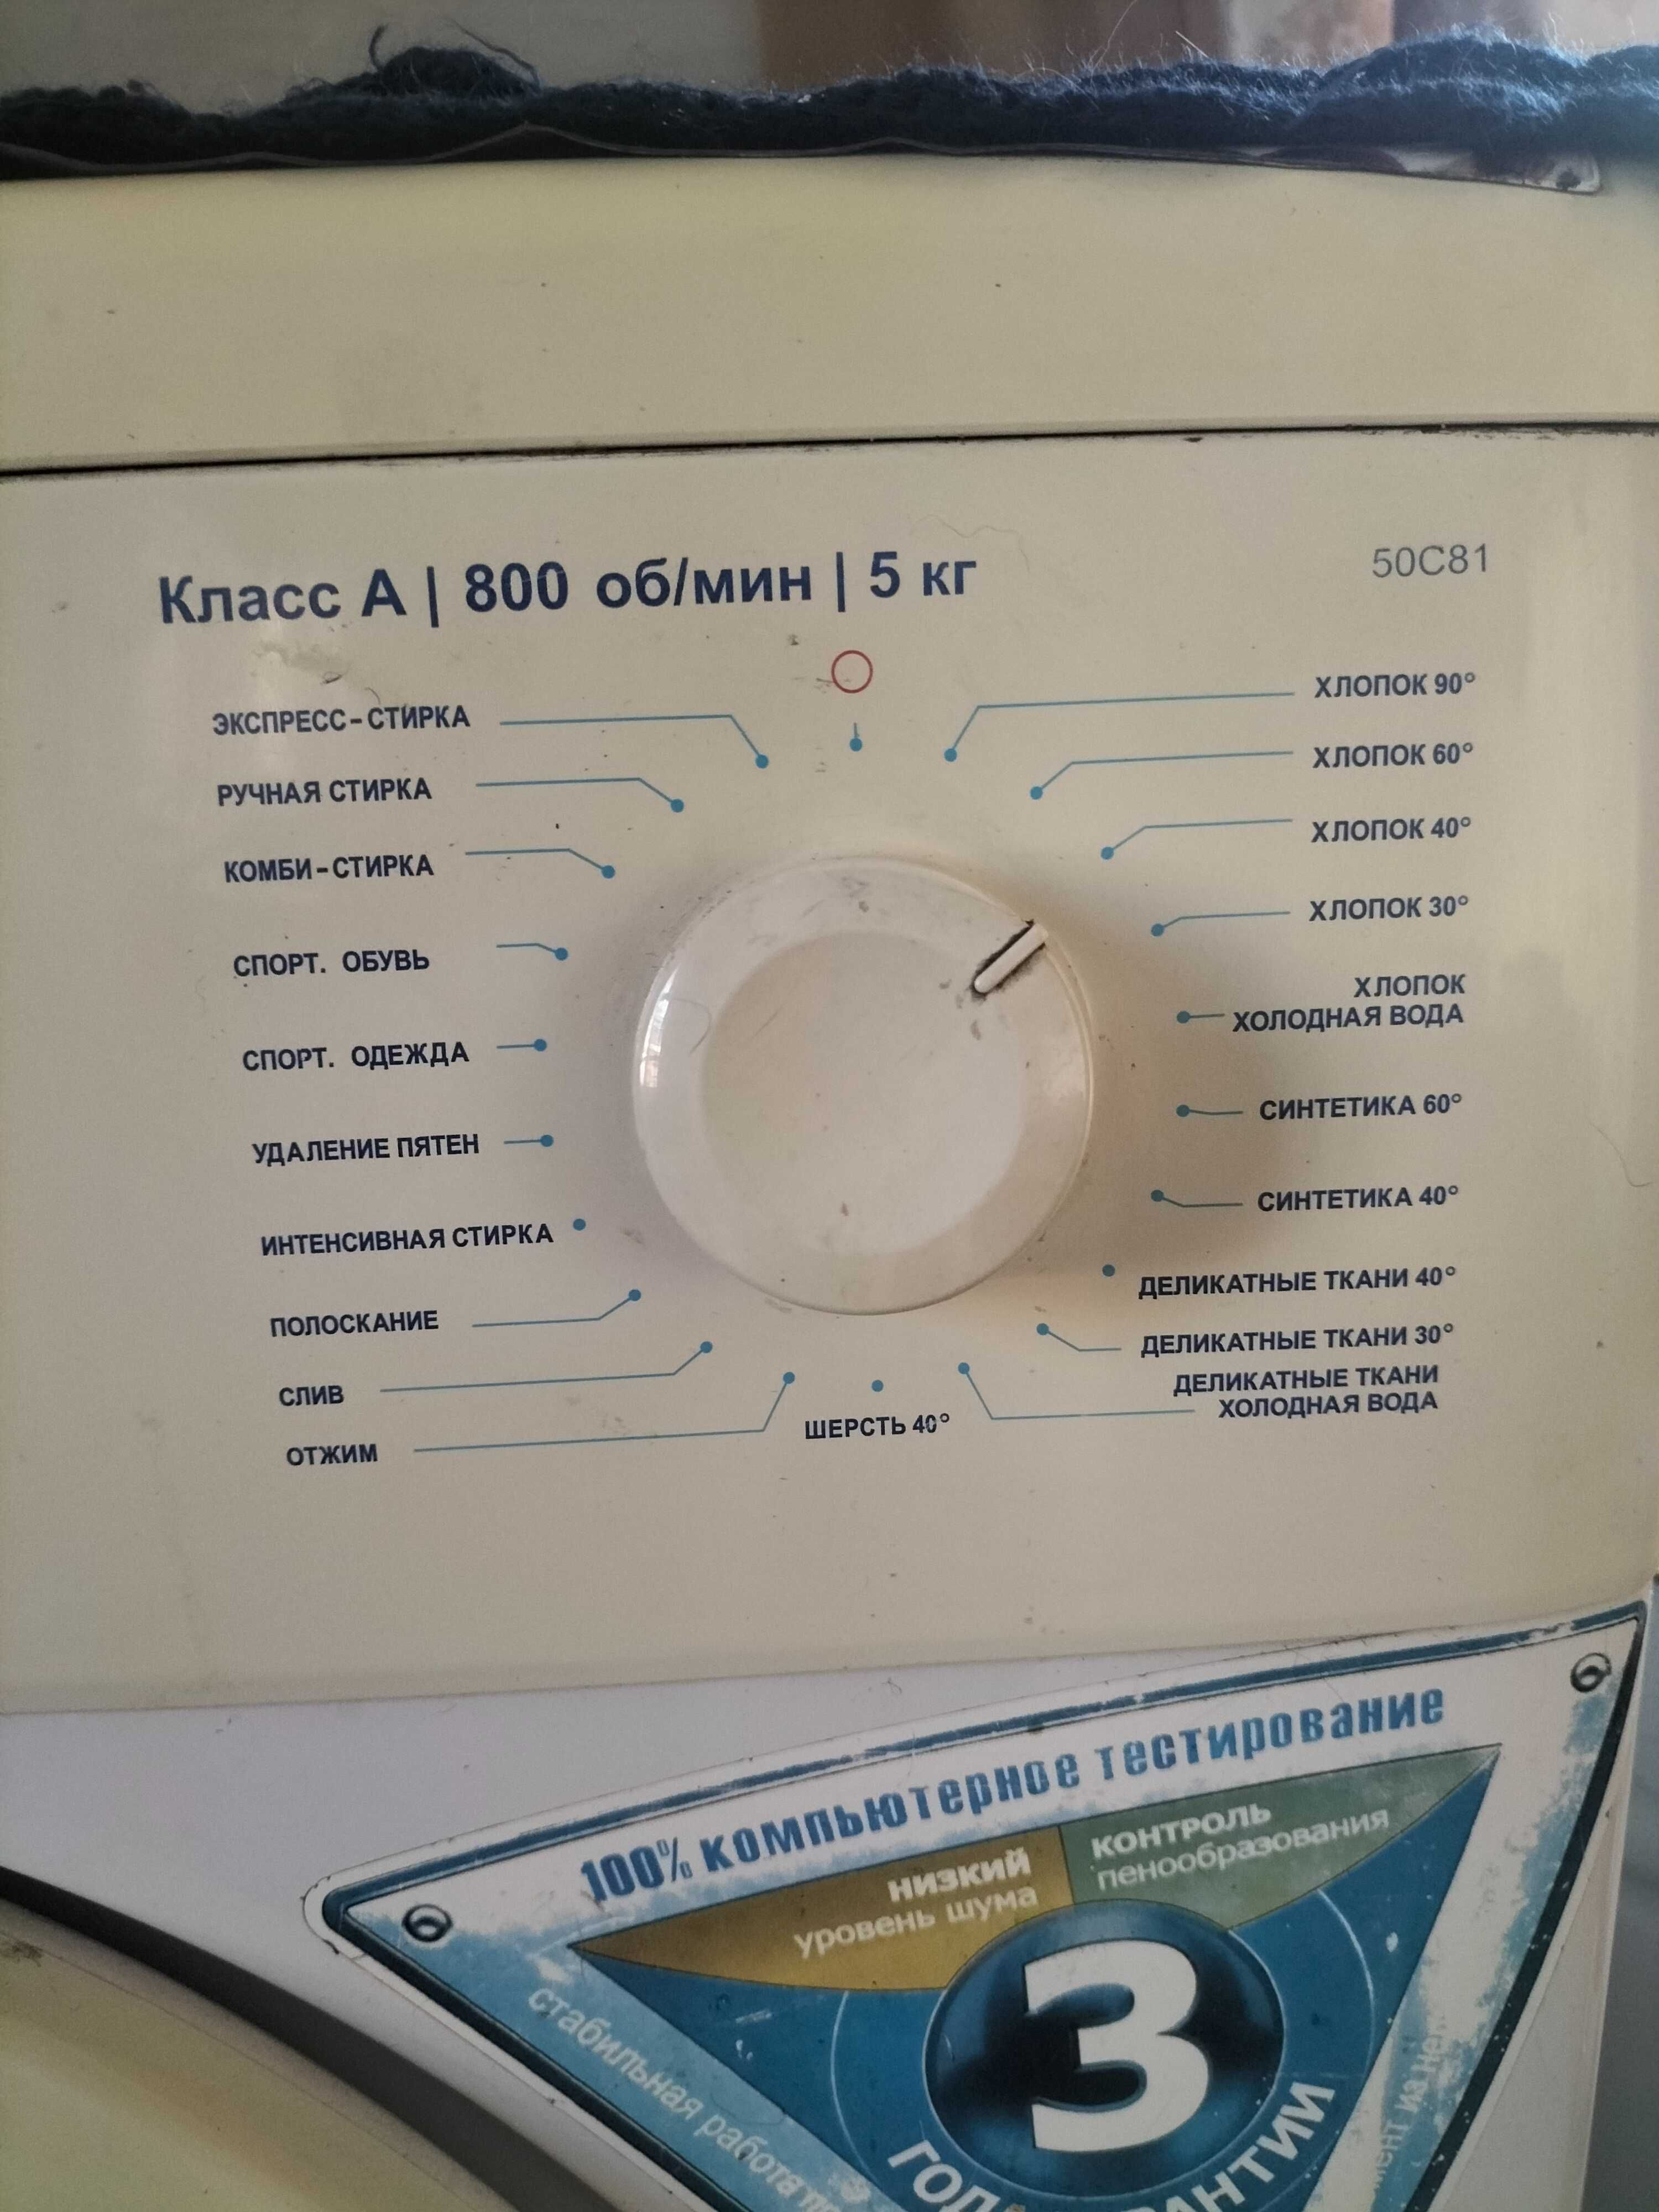 Класс А | 800 об/мин | 5 кг
50C81
ЭКСПРЕСС-СТИРКА
РУЧНАЯ СТИРКА
КОМБИ-СТИРКА
СПОРТ. ОБУВЬ
СПОРТ. ОДЕЖДА
УДАЛЕНИЕ ПЯТЕН
ИНТЕНСИВНАЯ СТИРКА
ПОЛОСКАНИЕ
СЛИВ
ОТЖИМ
ХЛОПОК 90°
ХЛОПОК 60°
ХЛОПОК 40°
ХЛОПОК 30°
ХЛОПОК
ХОЛОДНАЯ ВОДА
СИНТЕТИКА 60°
СИНТЕТИКА 40°
ДЕЛИКАТНЫЕ ТКАНИ 40°
ДЕЛИКАТНЫЕ ТКАНИ 30°
ДЕЛИКАТНЫЕ ТКАНИ
ХОЛОДНАЯ ВОДА
ШЕРСТЬ 40°
100% компьютерное тестирование
низкий
уровень шума
контроль
пенообразования
3
стабильная работа